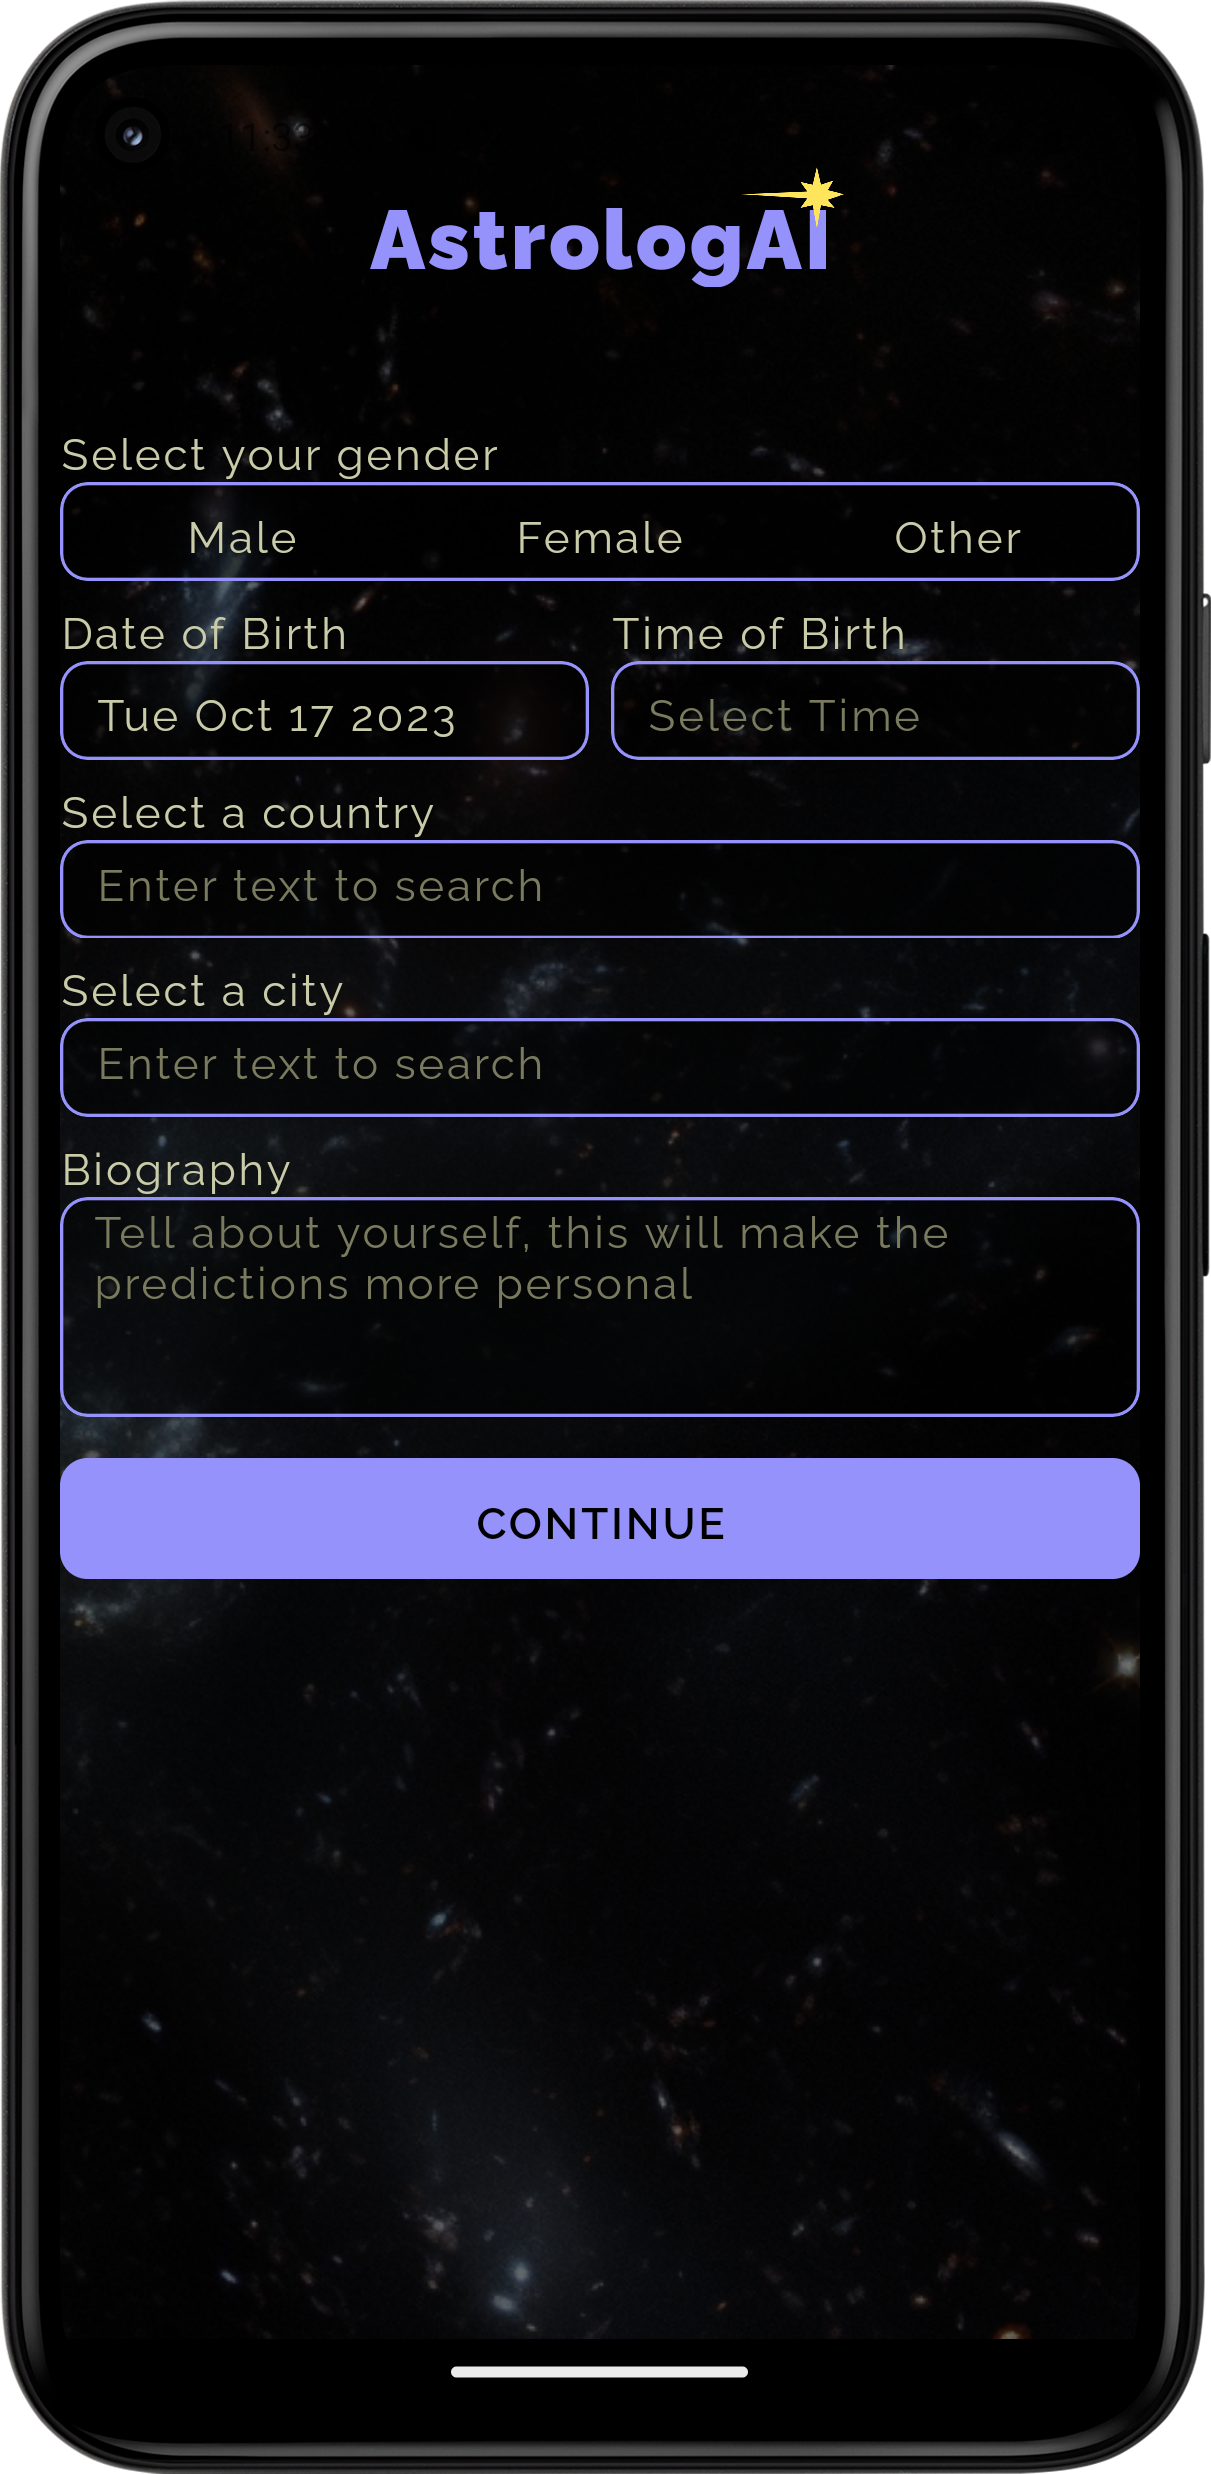 11:33
AstrologAI
Select your gender
Male Female Other
Date of Birth Time of Birth
Tue Oct 17 2023 Select Time
Select a country
Enter text to search
Select a city
Enter text to search
Biography
Tell about yourself, this will make the
predictions more personal
CONTINUE